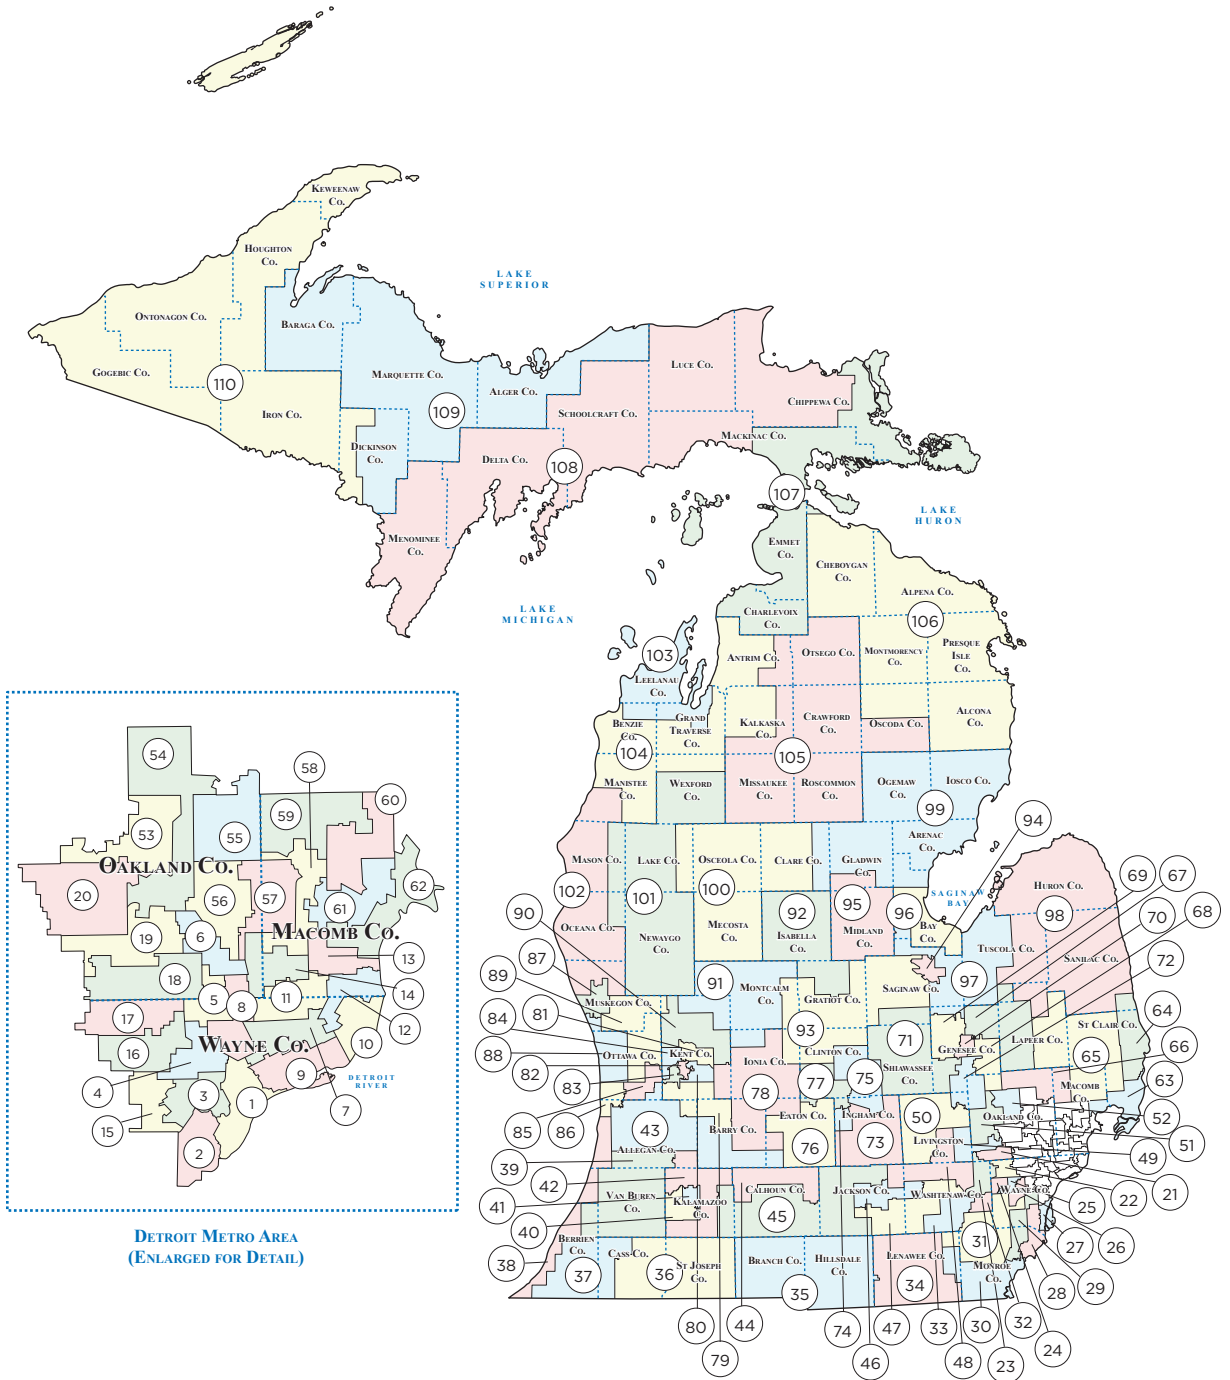 KEWEENAW
CO.
HOUGHTON
CO.
LAKE
SUPERIOR
ONTONAGON CO.
BARAGA CO.
GOGEBIC CO.
110
MARQUETTE CO.
109
ALGER CO.
LUCE CO.
IRON CO.
SCHOOLCRAFT CO.
CHIPPEWA CO.
DICKINSON
CO.
MACKINAC CO.
DELTA CO.
108
107
LAKE
HURON
MENOMINEE
CO.
EMMET
CO.
CHEBOYGAN
CO.
ALPENA CO.
LAKE
MICHIGAN
CHARLEVOIX
CO.
106
103
LEELANAU
CO.
ANTRIM CO.
OTSEGO CO.
MONTMORENCY
CO.
PRESQUE
ISLE
CO.
BENZIE
CO.
GRAND
TRAVERSE
CO.
KALKASKA
CO.
CRAWFORD
CO.
OSCODA CO.
ALCONA
CO.
104
105
MANISTEE
CO.
WEXFORD
CO.
MISSAUKEE
CO.
ROSCOMMON
CO.
OGEMAW
CO.
IOSCO CO.
99
ARENAC
CO.
94
MASON CO.
LAKE CO.
OSCEOLA CO.
CLARE CO.
GLADWIN
CO.
102
101
100
92
95
96
SAGINAW
BAY
HURON CO.
98
69
67
70
68
72
90
87
89
84
81
88
82
83
85
86
OCEANA CO.
NEWAYGO
CO.
MECOSTA
CO.
ISABELLA
CO.
MIDLAND
CO.
BAY
CO.
TUSCOLA CO.
SANILAC CO.
97
91
MONTCALM
CO.
GRATIOT CO.
SAGINAW CO.
MUSKEGON CO.
93
71
GENESEE CO.
LAPEER CO.
ST CLAIR CO.
64
65
66
63
OTTAWA CO.
KENT CO.
IONIA CO.
CLINTON CO.
SHIAWASSEE
CO.
MACOMB
CO.
78
77
75
43
BARRY CO.
EATON CO.
INGHAM CO.
50
OAKLAND CO.
52
51
49
ALLEGAN CO.
76
73
LIVINGSTON
CO.
39
42
41
40
38
VAN BUREN
CO.
KALAMAZOO
CO.
CALHOUN CO.
45
JACKSON CO.
WASHTENAW CO.
WAYNE CO.
21
22
25
26
27
29
28
BERRIEN
CO.
37
CASS CO.
36
ST JOSEPH
CO.
BRANCH CO.
35
HILLSDALE
CO.
LENAWEE CO.
34
31
MONROE
CO.
80
79
44
74
46
47
33
48
30
23
32
24
54
58
53
55
59
60
OAKLAND CO.
20
56
57
62
19
6
61
MACOMB CO.
13
18
14
5
8
11
12
17
16
WAYNE CO.
10
4
9
DETROIT
RIVER
3
1
7
15
2
DETROIT METRO AREA
(ENLARGED FOR DETAIL)